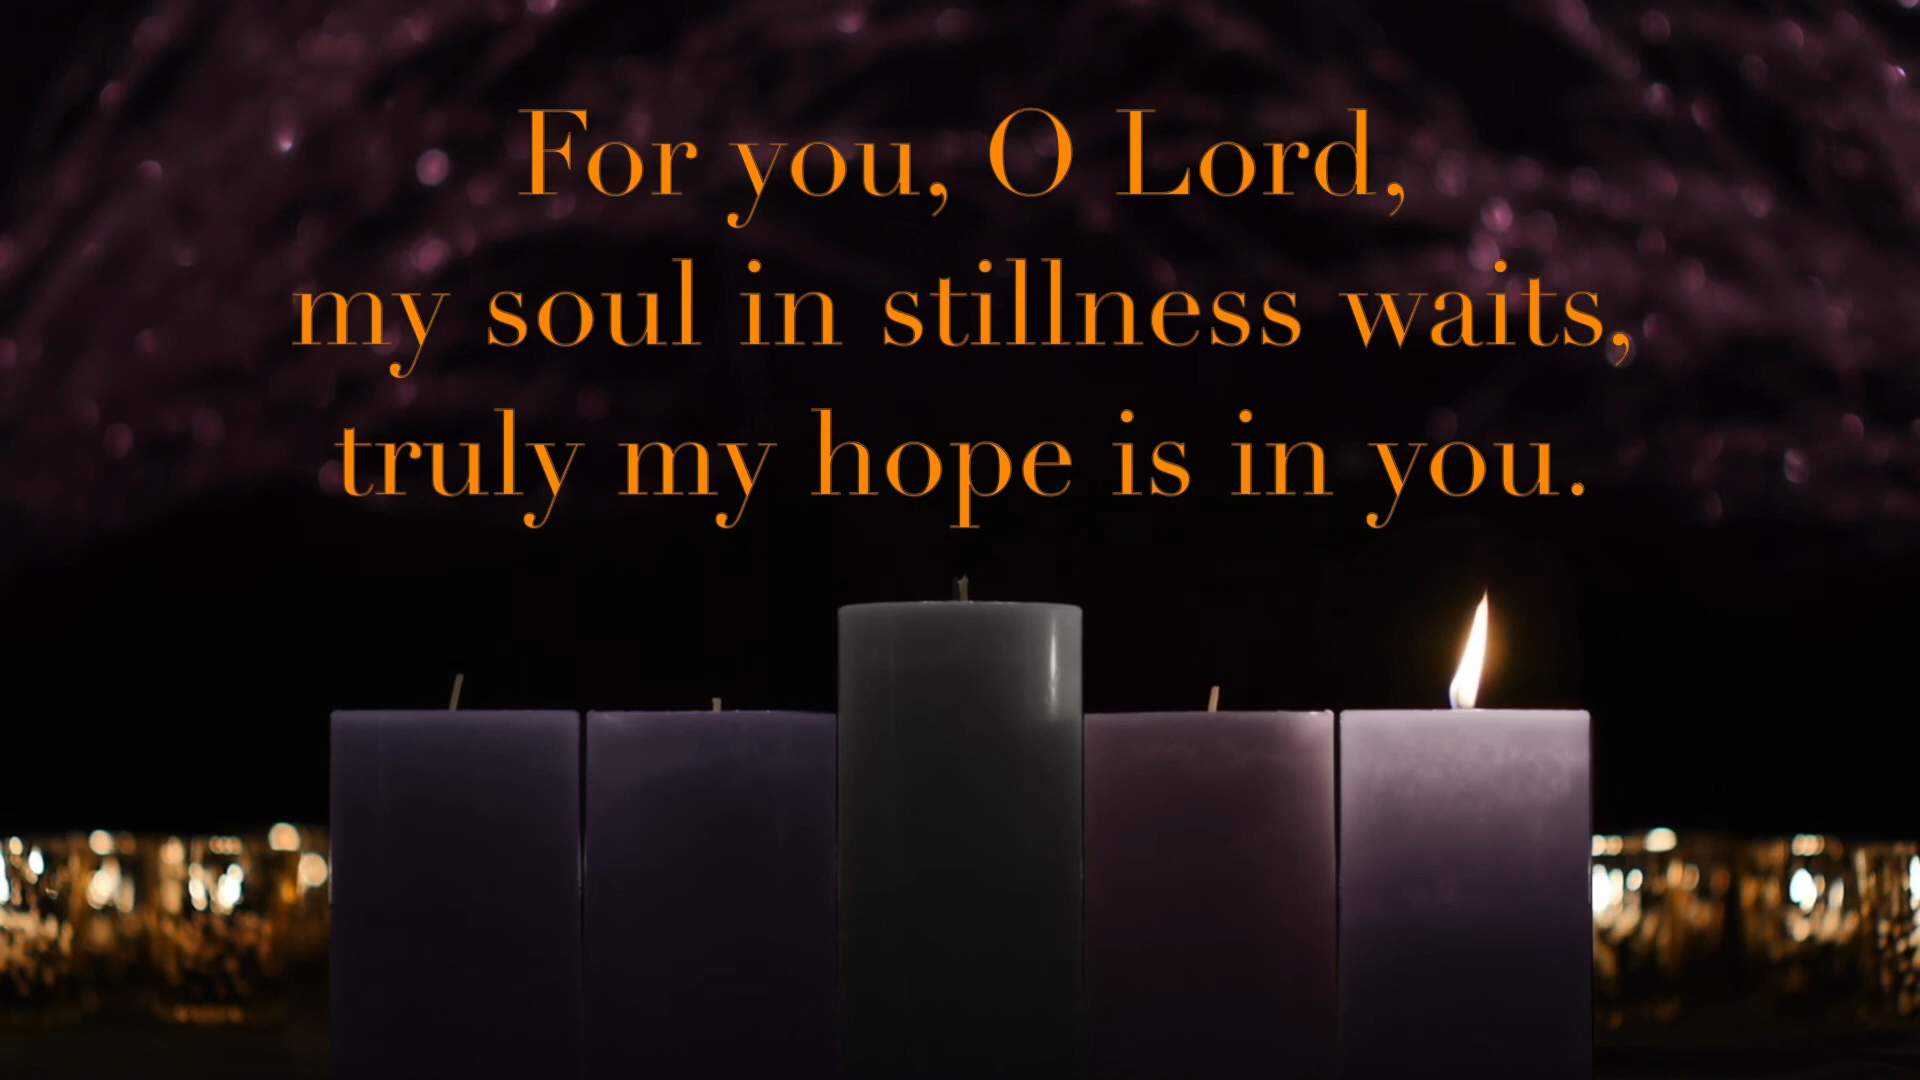 For you, O Lord,
my soul in stillness waits,
truly my hope is in you.